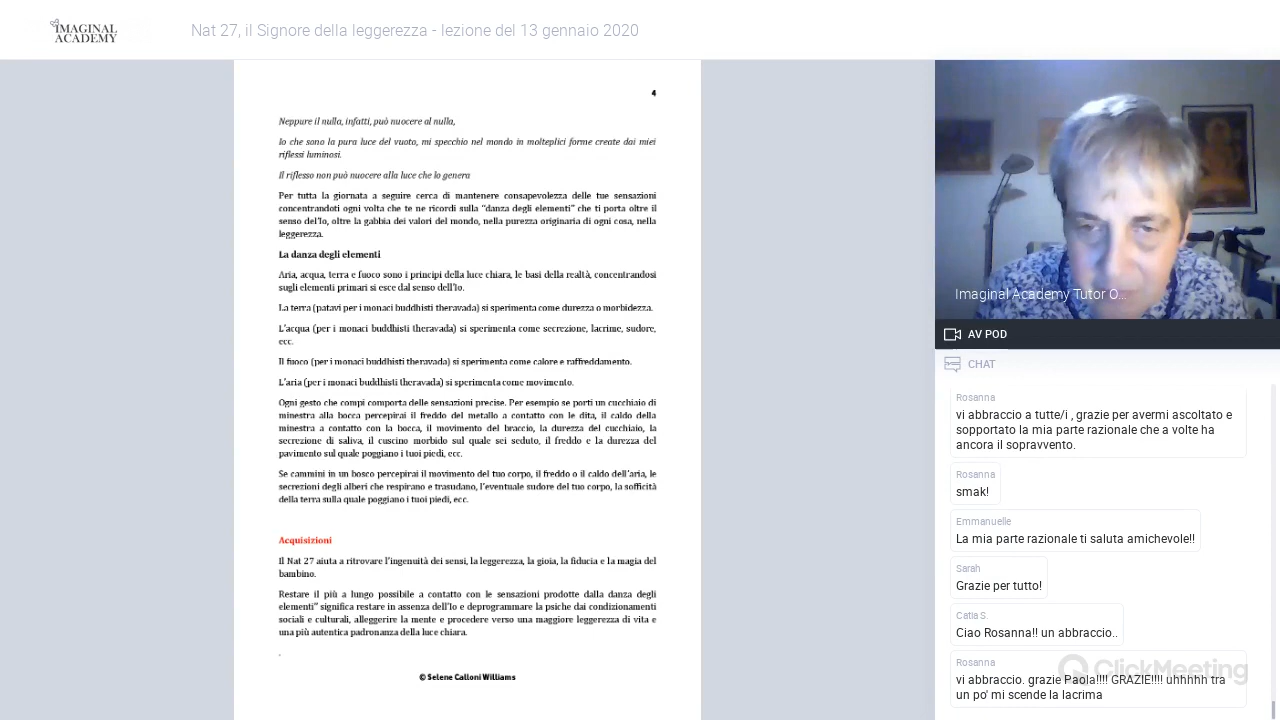 IMAGINAL
ACADEMY
Nat 27, il Signore della leggerezza - lezione del 13 gennaio 2020
4
Neppure il nulla, infatti, può nuocere al nulla,
Io che sono la pura luce del vuoto, mi specchio nel mondo in molteplici forme create dai miei
riflessi luminosi.
Il riflesso non può nuocere alla luce che lo genera
Per tutta la giornata a seguire cerca di mantenere consapevolezza delle tue sensazioni
concentrandoti ogni volta che te ne ricordi sulla "danza degli elementi" che ti porta oltre il
senso del'Io, oltre la gabbia dei valori del mondo, nella purezza originaria di ogni cosa, nella
leggerezza.
La danza degli elementi
Aria, acqua, terra e fuoco sono i principi della luce chiara, le basi della realtà, concentrandosi
sugli elementi primari si esce dal senso dell'Io.
La terra (patavi per i monaci buddhisti theravada) si sperimenta come durezza o morbidezza.
L'acqua (per i monaci buddhisti theravada) si sperimenta come secrezione, lacrime, sudore,
ecc.
Il fuoco (per i monaci buddhisti theravada) si sperimenta come calore e raffreddamento.
L'aria (per i monaci buddhisti theravada) si sperimenta come movimento.
Ogni gesto che compi comporta delle sensazioni precise. Per esempio se porti un cucchiaio di
minestra alla bocca percepirai il freddo del metallo a contatto con le dita, il caldo della
minestra a contatto con la bocca, il movimento del braccio, la durezza del cucchiaio, la
secrezione di saliva, il cuscino morbido sul quale sei seduto, il freddo e la durezza del
pavimento sul quale poggiano i tuoi piedi, ecc.
Se cammini in un bosco percepirai il movimento del tuo corpo, il freddo o il caldo dell'aria, le
secrezioni degli alberi che respirano e trasudano, l'eventuale sudore del tuo corpo, la sofficità
della terra sulla quale poggiano i tuoi piedi, ecc.
Acquisizioni
Il Nat 27 aiuta a ritrovare l'ingenuità dei sensi, la leggerezza, la gioia, la fiducia e la magia del
bambino.
Restare il più a lungo possibile a contatto con le sensazioni prodotte dalla danza degli
elementi" significa restare in assenza dell'Io e deprogrammare la psiche dai condizionamenti
sociali e culturali, alleggerire la mente e procedere verso una maggiore leggerezza di vita e
una più autentica padronanza della luce chiara.
.
© Selene Calloni Williams
Imaginal Academy Tutor O...
AV POD
CHAT
Rosanna
vi abbraccio a tutte/i , grazie per avermi ascoltato e
sopportato la mia parte razionale che a volte ha
ancora il sopravvento.
Rosanna
smak!
Emmanuelle
La mia parte razionale ti saluta amichevole!!
Sarah
Grazie per tutto!
Catia S.
Ciao Rosanna!! un abbraccio..
Rosanna
vi abbraccio. grazie Paola!!!! GRAZIE!!!! uhhhhh tra
un po' mi scende la lacrima
ClickMeeting